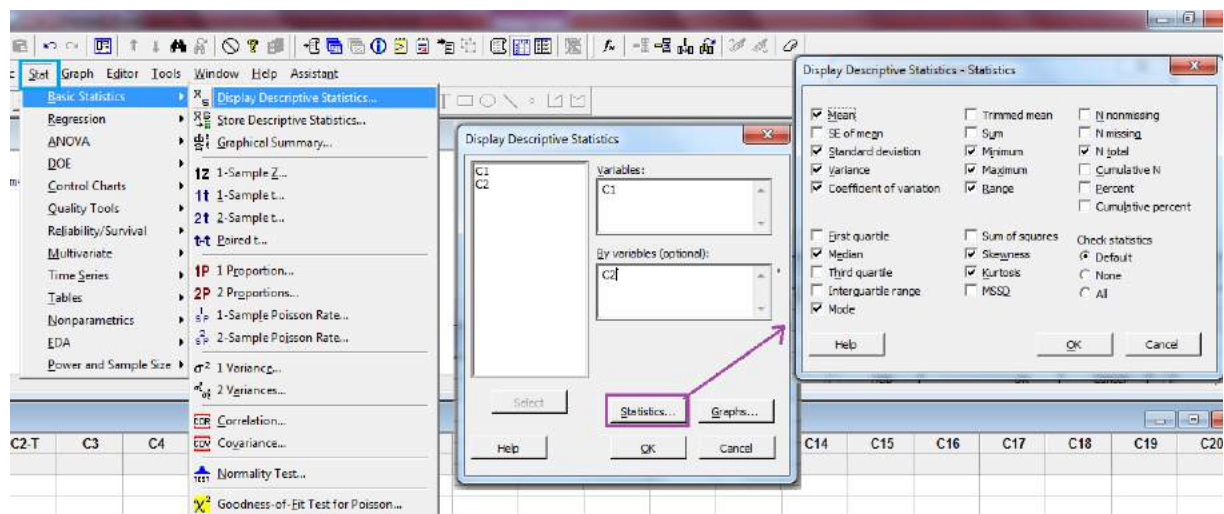 Stat Graph Editor Tools Window Help Assistant
Basic Statistics
Regression
ANOVA
DOE
Control Charts
Quality Tools
Reliability/Survival
Multivariate
Time Series
Tables
Nonparametrics
EDA
Power and Sample Size
Display Descriptive Statistics...
Store Descriptive Statistics...
Graphical Summary...
1Z 1-Sample Z...
1t 1-Sample t...
2t 2-Sample t...
t-t Paired t...
1P 1 Proportion...
2P 2 Proportions...
1-Sample Poisson Rate...
2-Sample Poisson Rate...
σ² 1 Variance...
2 Variances...
COR Correlation...
COV Covariance...
Normality Test...
χ² Goodness-of-Fit Test for Poisson...
Display Descriptive Statistics
C1
C2
Variables:
C1
By variables (optional):
C2
Select
Statistics...
Graphs...
Help
OK
Cancel
Display Descriptive Statistics - Statistics
Mean
SE of mean
Standard deviation
Variance
Coefficient of variation
Trimmed mean
Sum
Minimum
Maximum
Range
N nonmissing
N missing
N total
Cumulative N
Percent
Cumulative percent
First quartile
Median
Third quartile
Interquartile range
Mode
Sum of squares
Skewness
Kurtosis
MSSD
Check statistics
Default
None
All
Help
OK
Cancel
C2-T C3 C4 C14 C15 C16 C17 C18 C19 C20